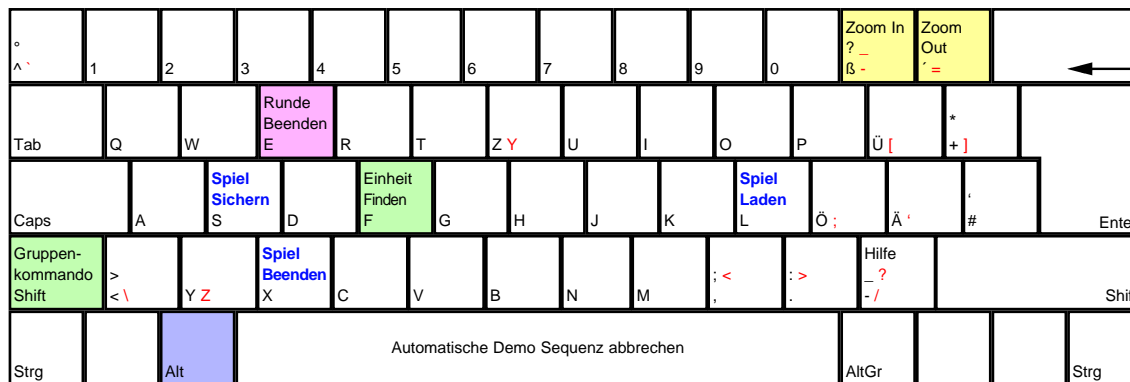 °
^ `
1
2
3
4
5
6
7
8
9
0
Zoom In
? _
ß -
Zoom
Out
´ =
Tab
Q
W
Runde
Beenden
E
R
T
Z Y
U
I
O
P
Ü [
*
+ ]
Caps
A
Spiel
Sichern
S
D
Einheit
Finden
F
G
H
J
K
Spiel
Laden
L
Ö ;
Ä '
'
#
Ente
Gruppen-
kommando
Shift
>
< \
Y Z
Spiel
Beenden
X
C
V
B
N
M
; <
,
: >
.
Hilfe
_ ?
- /
Shif
Strg
Alt
Automatische Demo Sequenz abbrechen
AltGr
Strg